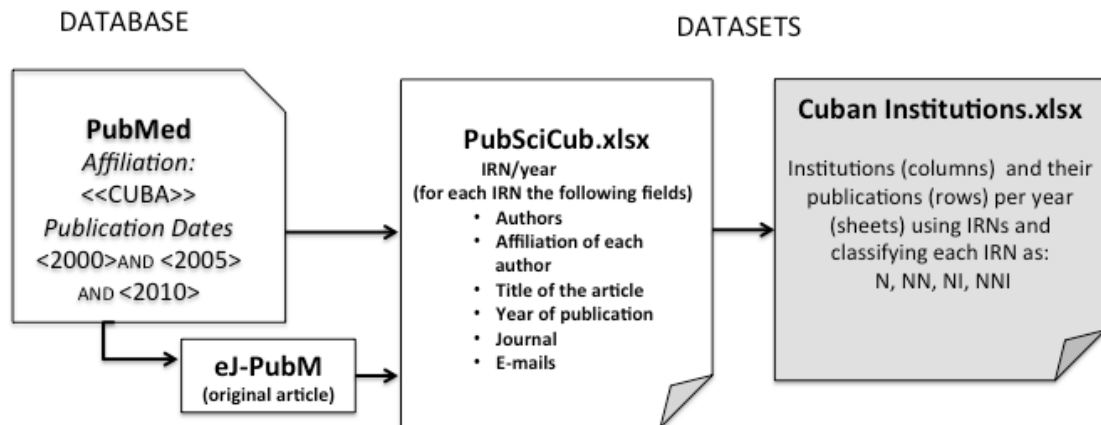 DATABASE
DATASETS
PubMed
Affiliation:
<<CUBA>>
Publication Dates
<2000>AND <2005>
AND <2010>
eJ-PubM
(original article)
PubSciCub.xlsx
IRN/year
(for each IRN the following fields)
• Authors
• Affiliation of each
author
• Title of the article
• Year of publication
• Journal
• E-mails
Cuban Institutions.xlsx
Institutions (columns) and their
publications (rows) per year
(sheets) using IRNs and
classifying each IRN as:
N, NN, NI, NNI